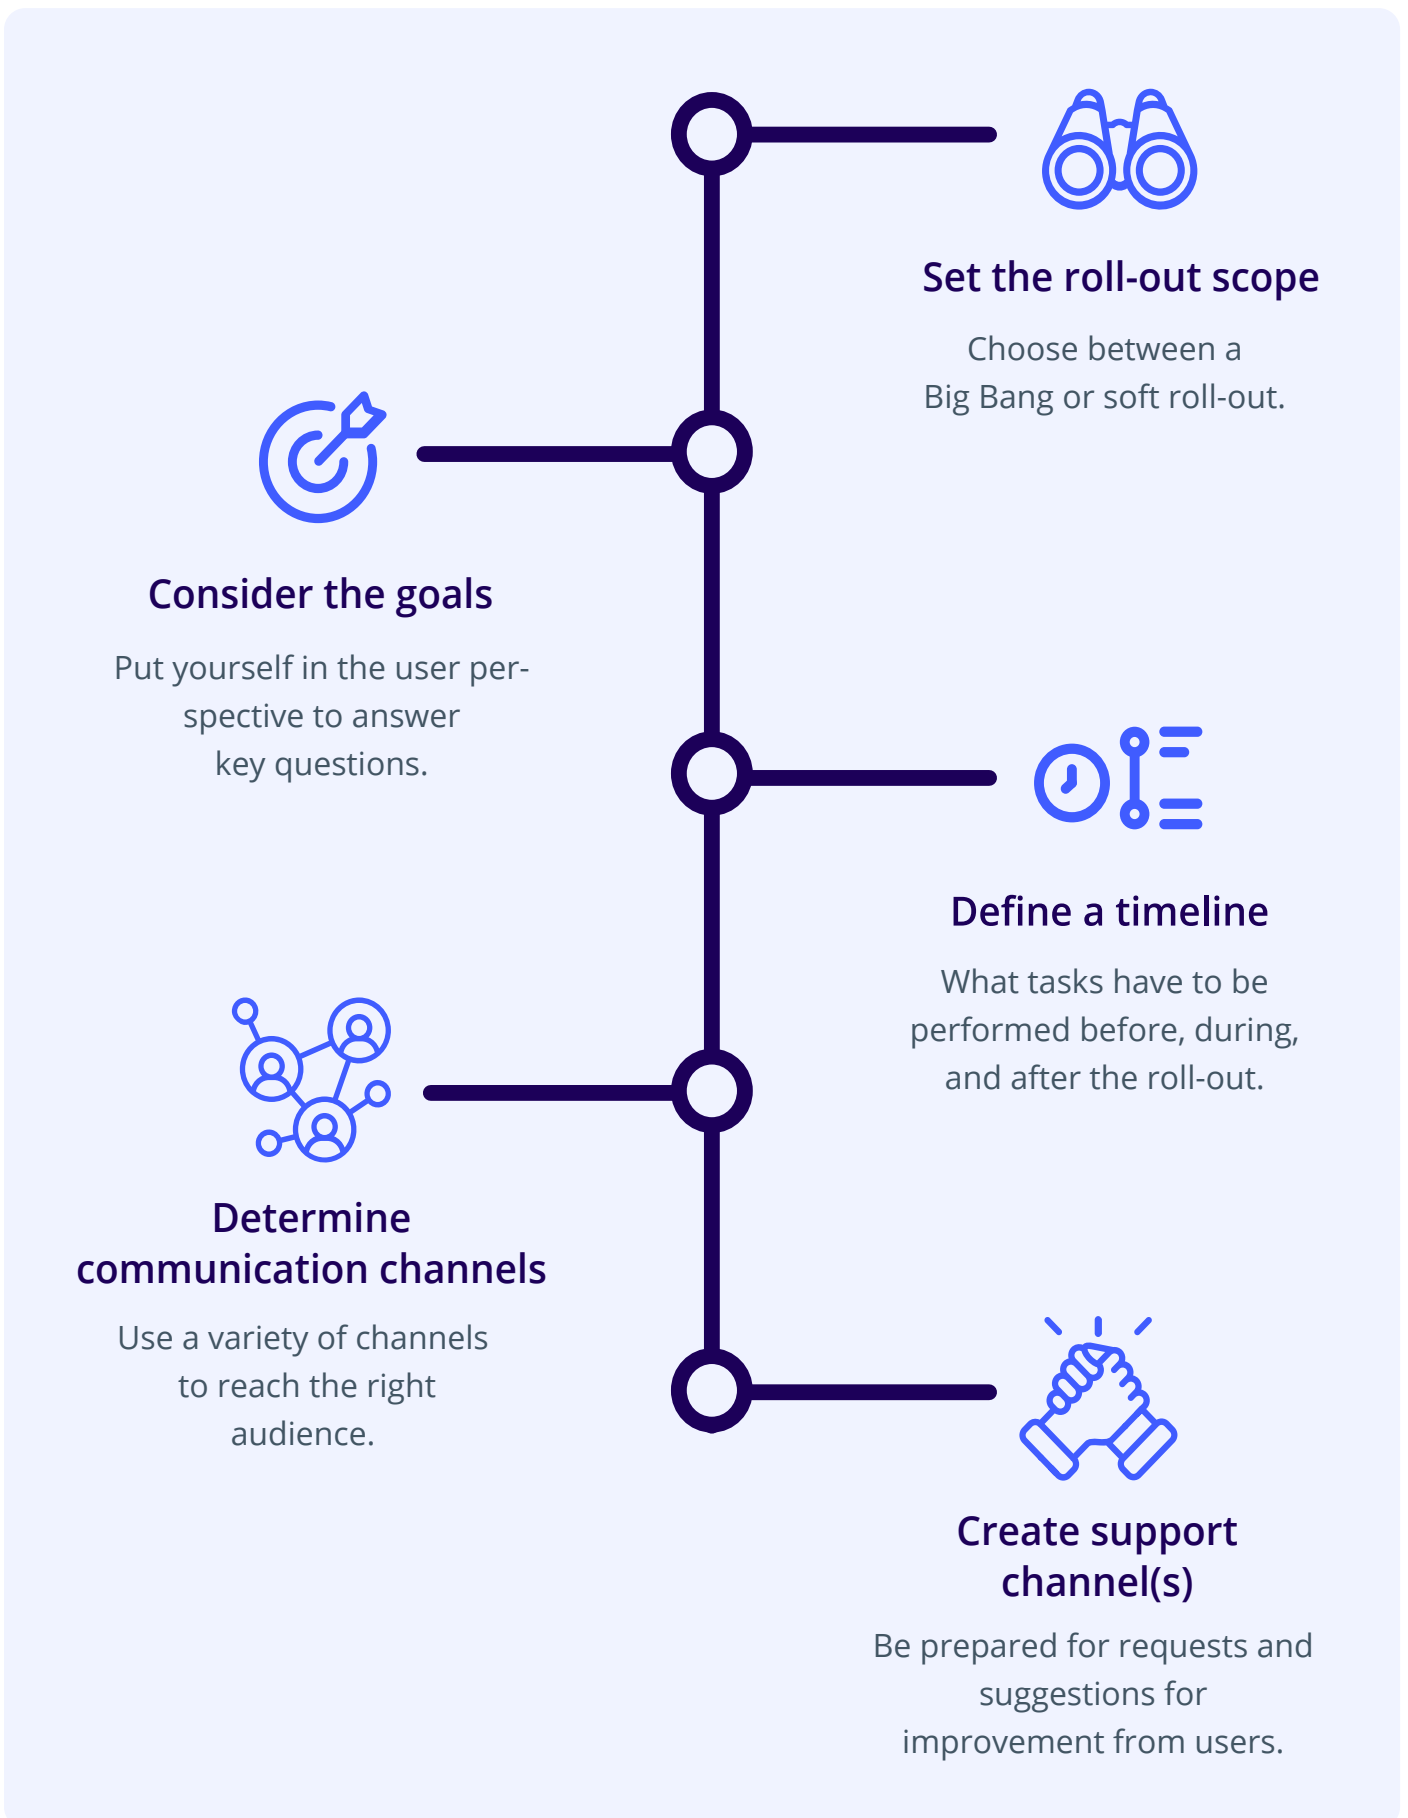 Set the roll-out scope
Choose between a
Big Bang or soft roll-out.
Consider the goals
Put yourself in the user per-
spective to answer
key questions.
Define a timeline
What tasks have to be
performed before, during,
and after the roll-out.
Determine
communication channels
Use a variety of channels
to reach the right
audience.
Create support
channel(s)
Be prepared for requests and
suggestions for
improvement from users.